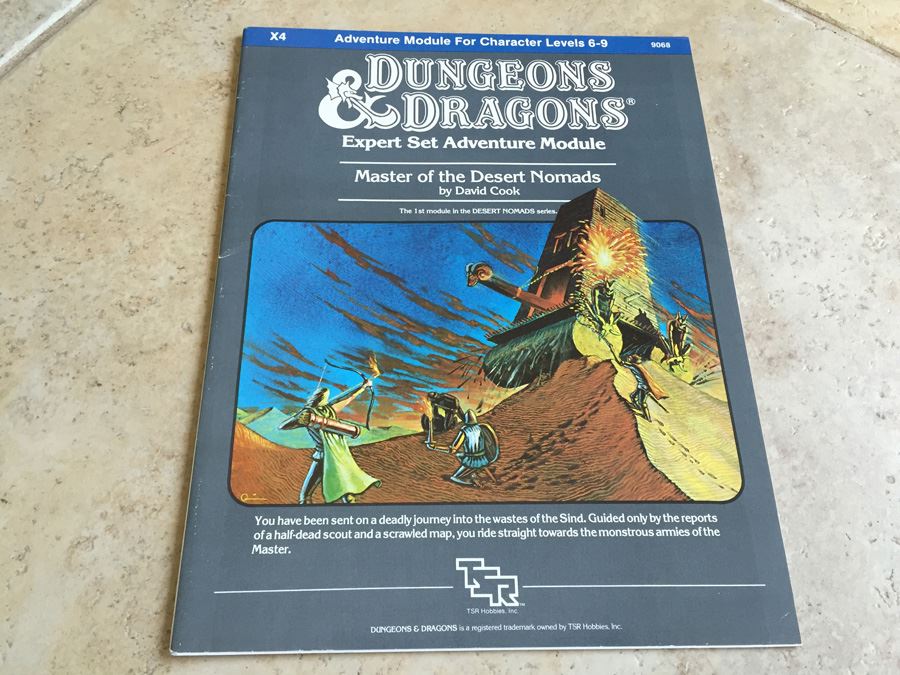 X4
Adventure Module For Character Levels 6-9
9068
DUNGEONS
& DRAGONS®
Expert Set Adventure Module
Master of the Desert Nomads
by David Cook
The 1st module in the DESERT NOMADS series.
You have been sent on a deadly journey into the wastes of the Sind. Guided only by the reports
of a half-dead scout and a scrawled map, you ride straight towards the monstrous armies of the
Master.
TSR™
TSR Hobbies, Inc.
DUNGEONS & DRAGONS is a registered trademark owned by TSR Hobbies, Inc.